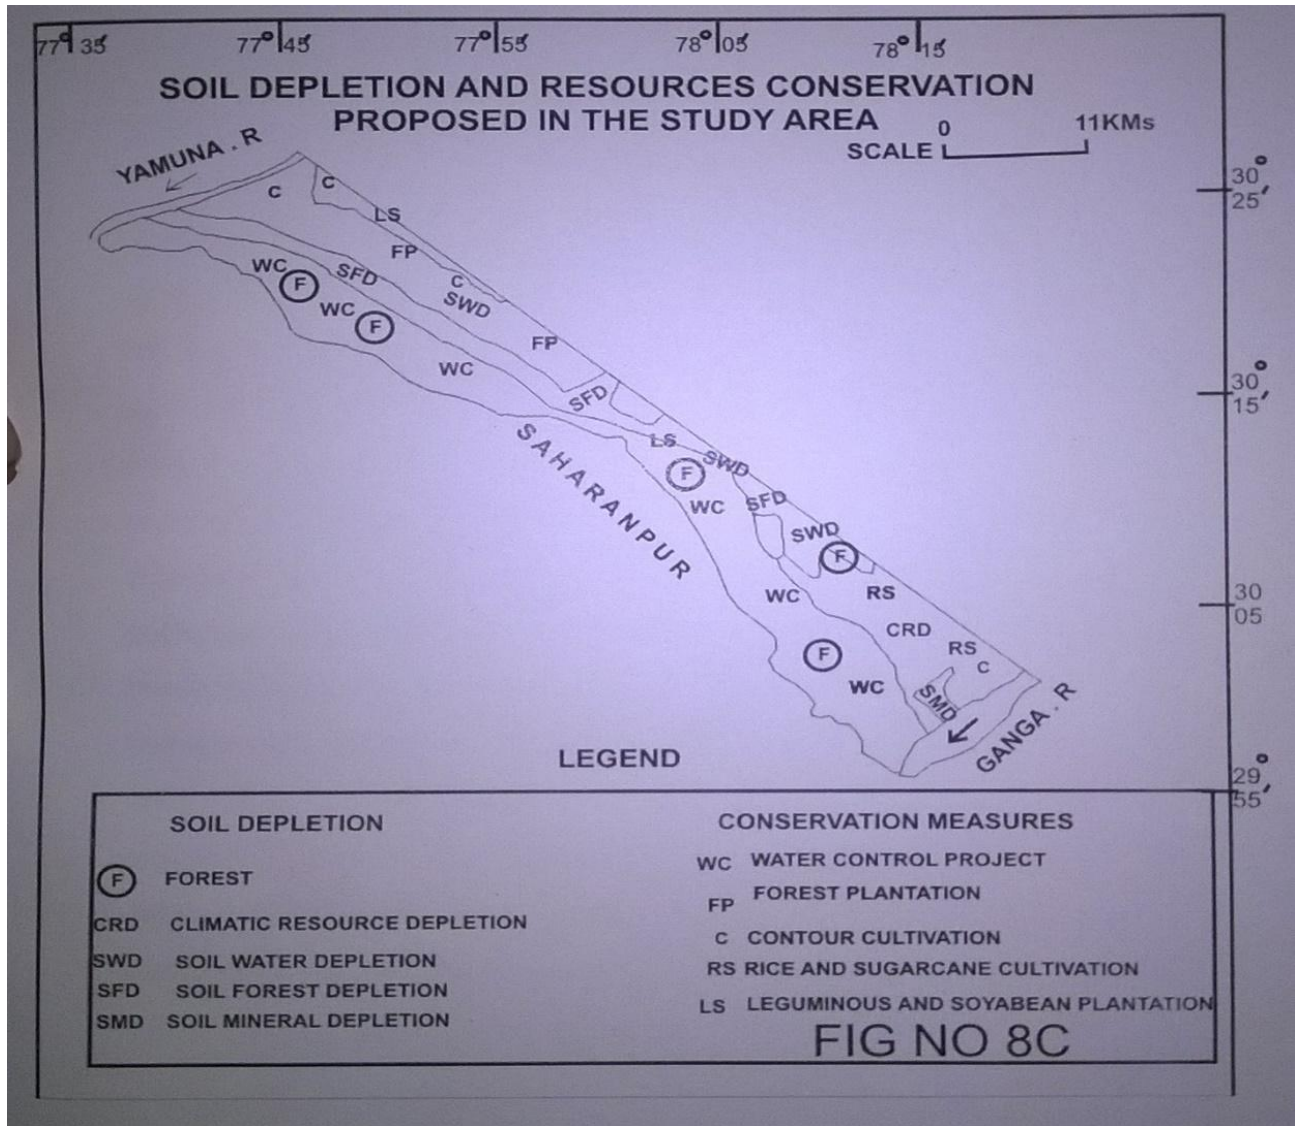 77° 35'
77° 45'
77° 55'
78° 05'
78° 15'
SOIL DEPLETION AND RESOURCES CONSERVATION
PROPOSED IN THE STUDY AREA
0 11KMs
SCALE
YAMUNA . R
30°
25'
C
C
LS
FP
WC
SFD
F
C
SWD
WC
F
FP
WC
30°
15'
SFD
LS
SWD
F
SAHARANPUR
WC
SFD
SWD
F
WC
RS
30
05
CRD
F
RS
C
WC
SMD
GANGA . R
29°
55'
LEGEND
SOIL DEPLETION
F FOREST
CRD CLIMATIC RESOURCE DEPLETION
SWD SOIL WATER DEPLETION
SFD SOIL FOREST DEPLETION
SMD SOIL MINERAL DEPLETION
CONSERVATION MEASURES
WC WATER CONTROL PROJECT
FP FOREST PLANTATION
C CONTOUR CULTIVATION
RS RICE AND SUGARCANE CULTIVATION
LS LEGUMINOUS AND SOYABEAN PLANTATION
FIG NO 8C